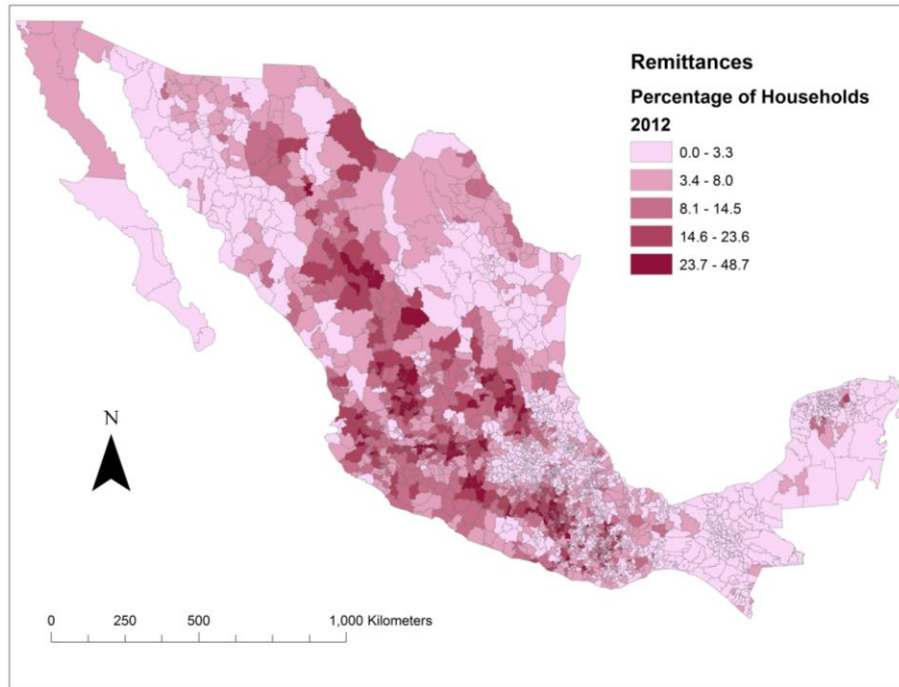 Remittances
Percentage of Households
2012
0.0 - 3.3
3.4 - 8.0
8.1 - 14.5
14.6 - 23.6
23.7 - 48.7
N
0 250 500 1,000 Kilometers